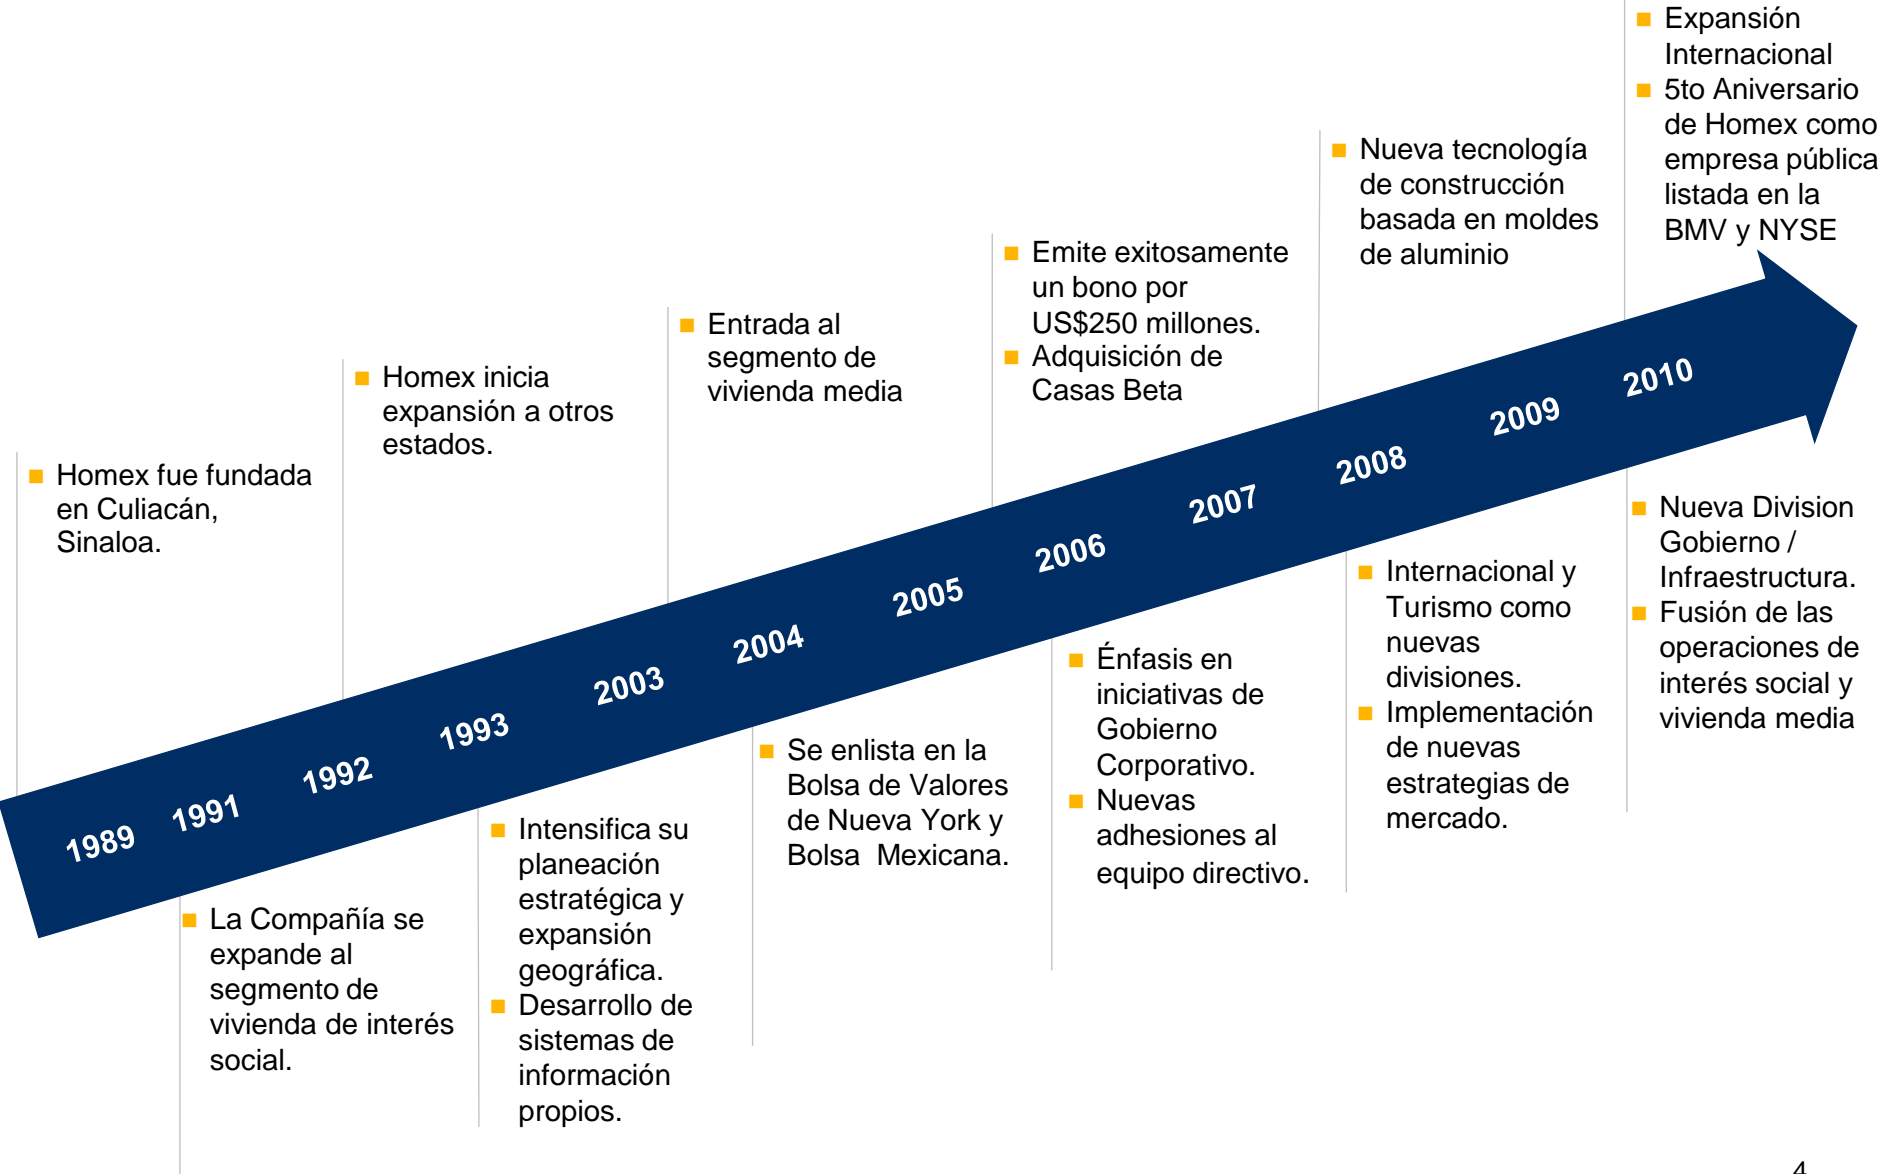 Expansión
Internacional
5to Aniversario
de Homex como
empresa pública
listada en la
BMV y NYSE
Nueva tecnología
de construcción
basada en moldes
de aluminio
Emite exitosamente
un bono por
US$250 millones.
Adquisición de
Casas Beta
Entrada al
segmento de
vivienda media
Homex inicia
expansión a otros
estados.
Homex fue fundada
en Culiacán,
Sinaloa.
1989
1991
1992
1993
2003
2004
2005
2006
2007
2008
2009
2010
La Compañía se
expande al
segmento de
vivienda de interés
social.
Intensifica su
planeación
estratégica y
expansión
geográfica.
Desarrollo de
sistemas de
información
propios.
Se enlista en la
Bolsa de Valores
de Nueva York y
Bolsa  Mexicana.
Énfasis en
iniciativas de
Gobierno
Corporativo.
Nuevas
adhesiones al
equipo directivo.
Internacional y
Turismo como
nuevas
divisiones.
Implementación
de nuevas
estrategias de
mercado.
Nueva Division
Gobierno /
Infraestructura.
Fusión de las
operaciones de
interés social y
vivienda media
4